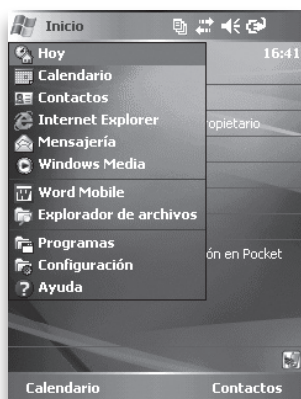 Inicio
Hoy
16:41
Calendario
Contactos
Internet Explorer
opietario
Mensajería
Windows Media
Word Mobile
Explorador de archivos
Programas
ón en Pocket
Configuración
Ayuda
Calendario
Contactos